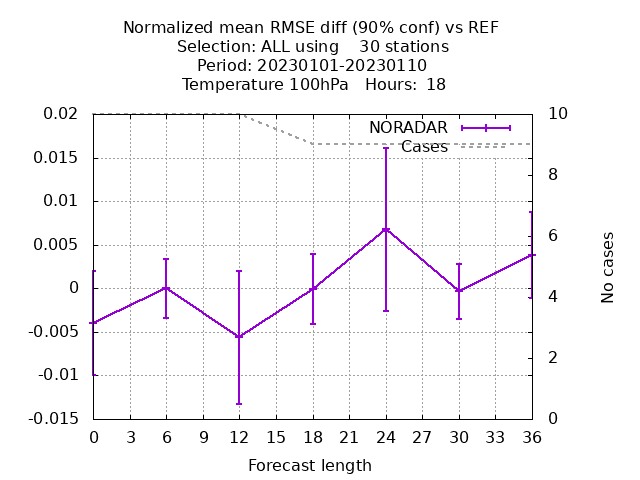 Normalized mean RMSE diff (90% conf) vs REF
Selection: ALL using    30 stations
Period: 20230101-20230110
Temperature 100hPa   Hours:  18
0.02
0.015
0.01
0.005
0
-0.005
-0.01
-0.015
NORADAR
Cases
10
8
6
4
2
0
No cases
0 3 6 9 12 15 18 21 24 27 30 33 36
Forecast length